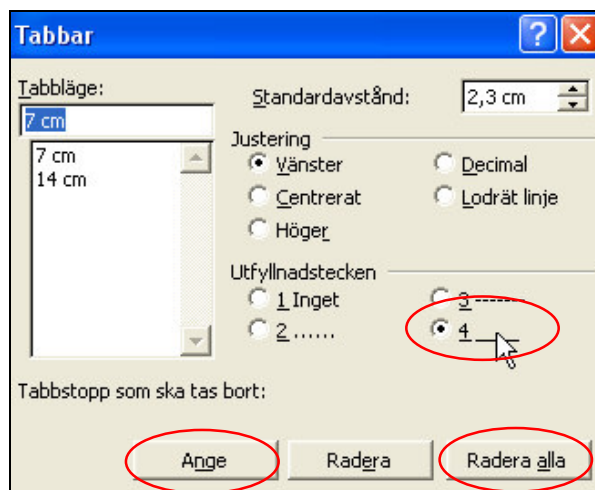 Tabbar
Tabbläge:
Standardavstånd: 2,3 cm
7 cm
7 cm
14 cm
Justering
Vänster Decimal
Centrerat Lodrät linje
Höger
Utfyllnadstecken
1 Inget 3 -------
2 ...... 4 ____
Tabbstopp som ska tas bort:
Ange Radera Radera alla